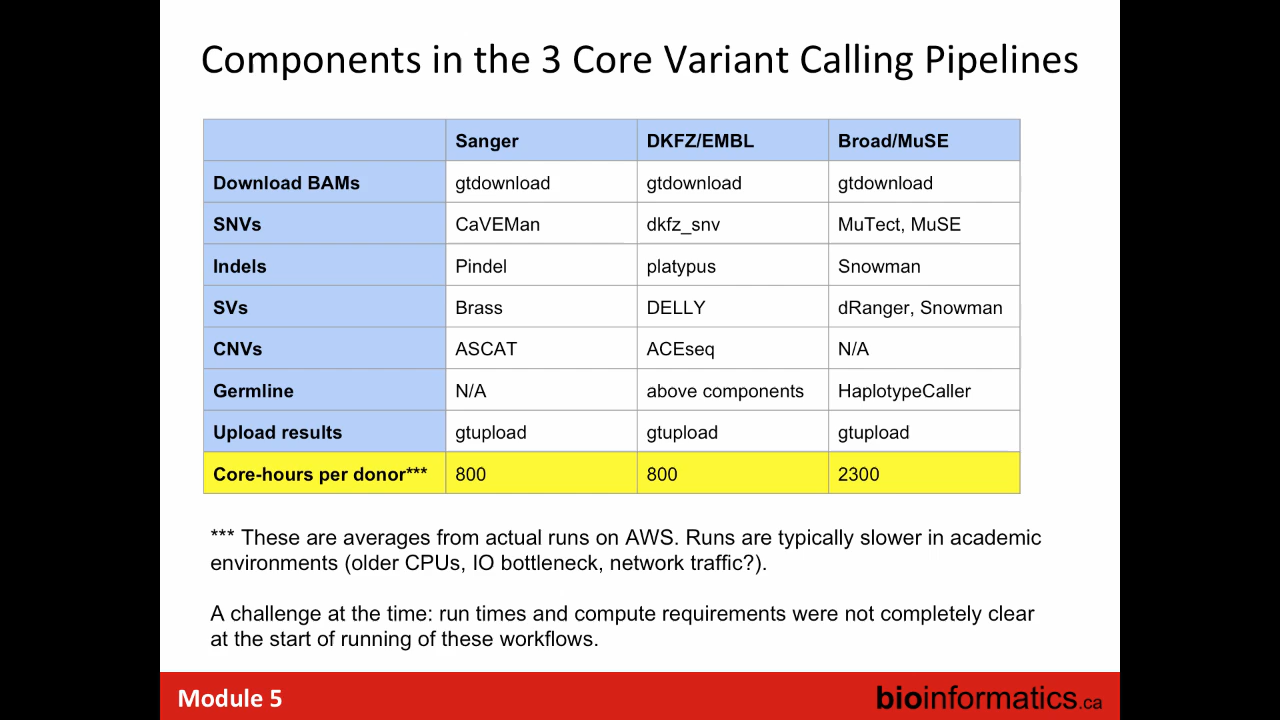 Components in the 3 Core Variant Calling Pipelines
Sanger DKFZ/EMBL Broad/MuSE
Download BAMs gtdownload gtdownload gtdownload
SNVs CaVEMan dkfz_snv MuTect, MuSE
Indels Pindel platypus Snowman
SVs Brass DELLY dRanger, Snowman
CNVs ASCAT ACEseq N/A
Germline N/A above components HaplotypeCaller
Upload results gtupload gtupload gtupload
Core-hours per donor*** 800 800 2300
*** These are averages from actual runs on AWS. Runs are typically slower in academic
environments (older CPUs, IO bottleneck, network traffic?).
A challenge at the time: run times and compute requirements were not completely clear
at the start of running of these workflows.
Module 5 bioinformatics.ca